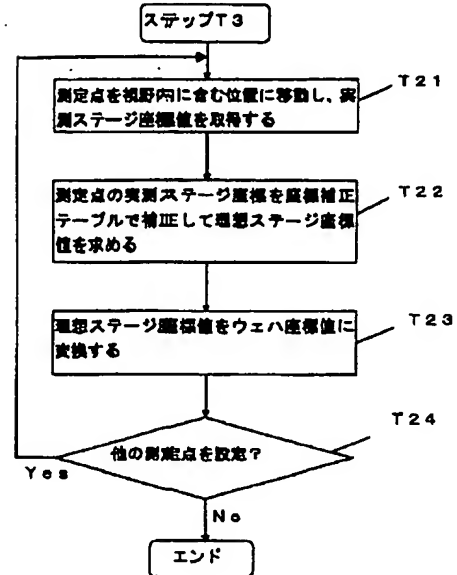 ステップT3
測定点を視野内に含む位置に移動し、実
測ステージ座標値を取得する
T21
測定点の実測ステージ座標を座標補正
テーブルで補正して理想ステージ座標
値を求める
T22
理想ステージ座標値をウェハ座標値に
変換する
T23
他の測定点を設定?
T24
Yes
No
エンド